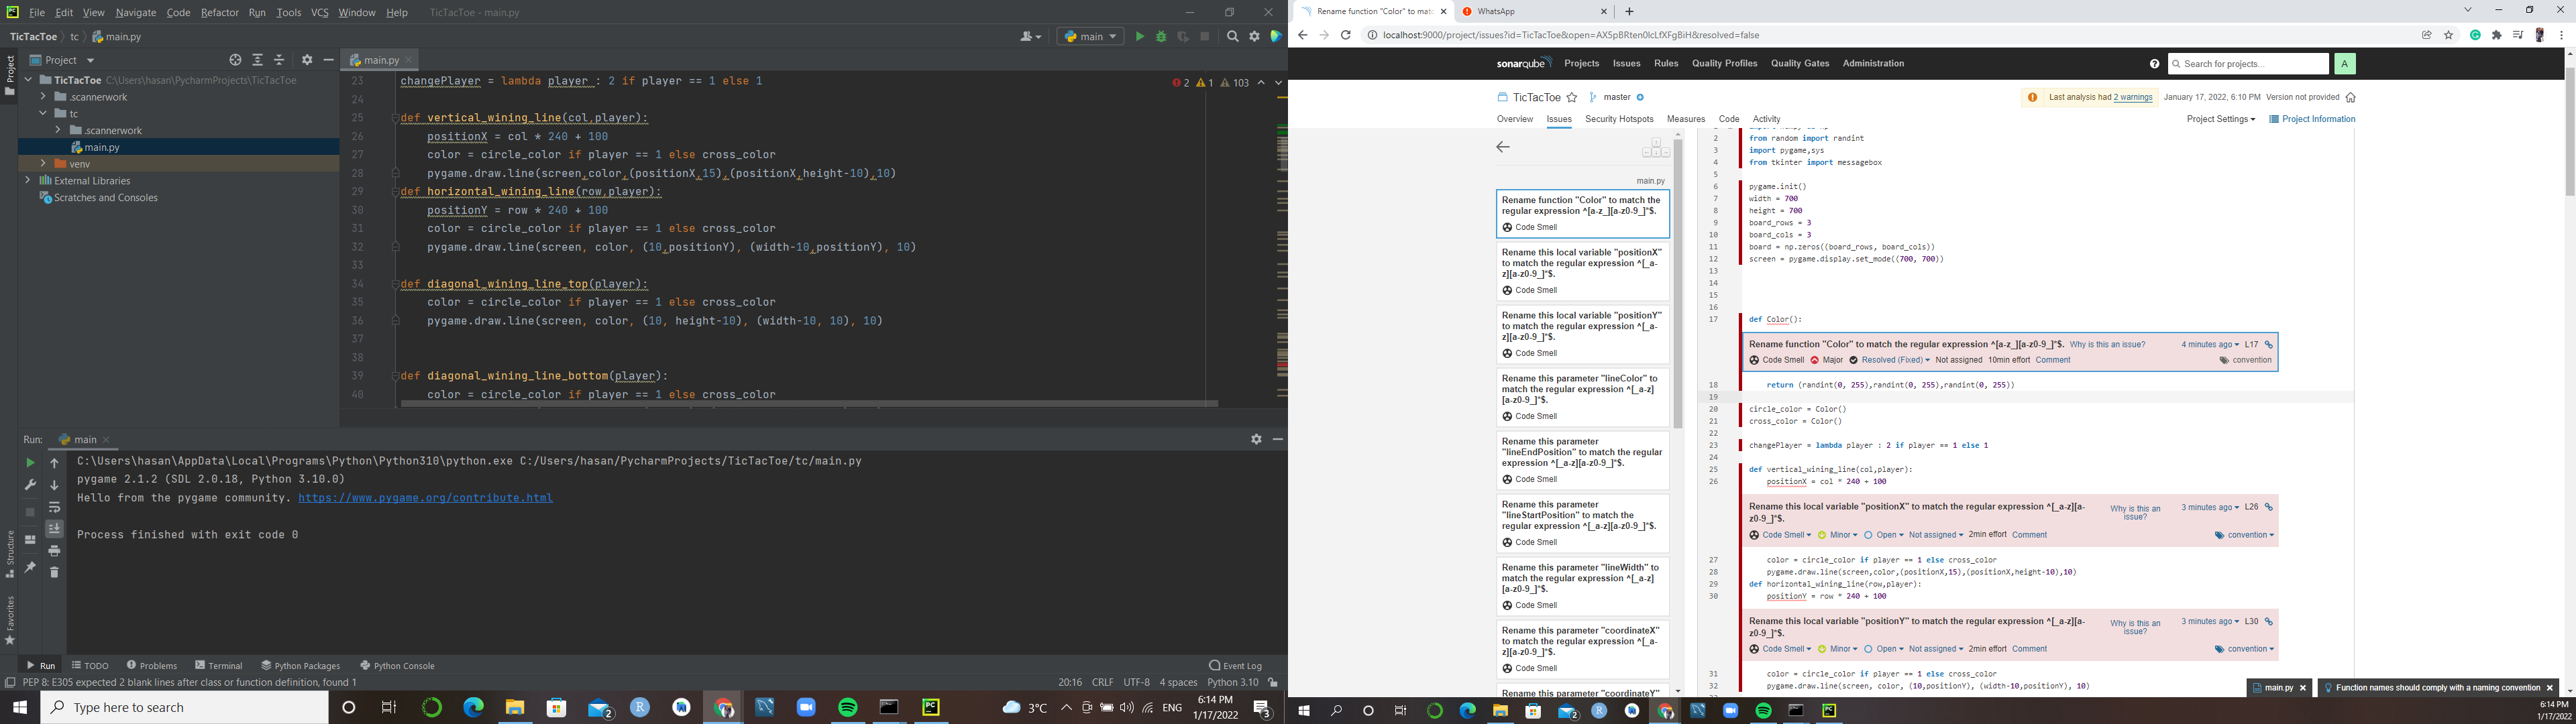 File Edit View Navigate Code Refactor Run Tools VCS Window Help TicTacToe - main.py
TicTacToe tc main.py
main
Project
main.py
TicTacToe C:\Users\hasan\PycharmProjects\TicTacToe
.scannerwork
tc
.scannerwork
main.py
venv
External Libraries
Scratches and Consoles
Project
Structure
Favorites
2 1 103
23 changePlayer = lambda player : 2 if player == 1 else 1
24
25 def vertical_wining_line(col,player):
26 positionX = col * 240 + 100
27 color = circle_color if player == 1 else cross_color
28 pygame.draw.line(screen,color,(positionX,15),(positionX,height-10),10)
29 def horizontal_wining_line(row,player):
30 positionY = row * 240 + 100
31 color = circle_color if player == 1 else cross_color
32 pygame.draw.line(screen, color, (10,positionY), (width-10,positionY), 10)
33
34 def diagonal_wining_line_top(player):
35 color = circle_color if player == 1 else cross_color
36 pygame.draw.line(screen, color, (10, height-10), (width-10, 10), 10)
37
38
39 def diagonal_wining_line_bottom(player):
40 color = circle_color if player == 1 else cross_color
Run: main
C:\Users\hasan\AppData\Local\Programs\Python\Python310\python.exe C:/Users/hasan/PycharmProjects/TicTacToe/tc/main.py
pygame 2.1.2 (SDL 2.0.18, Python 3.10.0)
Hello from the pygame community. https://www.pygame.org/contribute.html
Process finished with exit code 0
Run TODO Problems Terminal Python Packages Python Console Event Log
PEP 8: E305 expected 2 blank lines after class or function definition, found 1 20:16 CRLF UTF-8 4 spaces Python 3.10
Type here to search
2
3°C ENG 6:14 PM
1/17/2022
3
Rename function "Color" to mat
WhatsApp
localhost:9000/project/issues?id=TicTacToe&open=AX5pBRten0IcLfXFgBiH&resolved=false
sonarqube Projects Issues Rules Quality Profiles Quality Gates Administration Search for projects... A
TicTacToe master Last analysis had 2 warnings January 17, 2022, 6:10 PM Version not provided
Overview Issues Security Hotspots Measures Code Activity Project Settings Project Information
main.py
Rename function "Color" to match the
regular expression ^[a-z_][a-z0-9_]*$.
Code Smell
Rename this local variable "positionX"
to match the regular expression ^[_a-
z][a-z0-9_]*$.
Code Smell
Rename this local variable "positionY"
to match the regular expression ^[_a-
z][a-z0-9_]*$.
Code Smell
Rename this parameter "lineColor" to
match the regular expression ^[_a-z]
[a-z0-9_]*$.
Code Smell
Rename this parameter
"lineEndPosition" to match the regular
expression ^[_a-z][a-z0-9_]*$.
Code Smell
Rename this parameter
"lineStartPosition" to match the
regular expression ^[_a-z][a-z0-9_]*$.
Code Smell
Rename this parameter "lineWidth" to
match the regular expression ^[_a-z]
[a-z0-9_]*$.
Code Smell
Rename this parameter "coordinateX"
to match the regular expression ^[_a-
z][a-z0-9_]*$.
Code Smell
Rename this parameter "coordinateY"
2 from random import randint
3 import pygame,sys
4 from tkinter import messagebox
5
6 pygame.init()
7 width = 700
8 height = 700
9 board_rows = 3
10 board_cols = 3
11 board = np.zeros((board_rows, board_cols))
12 screen = pygame.display.set_mode((700, 700))
13
14
15
16
17 def Color():
Rename function "Color" to match the regular expression ^[a-z_][a-z0-9_]*$. Why is this an issue? 4 minutes ago L17
Code Smell Major Resolved (Fixed) Not assigned 10min effort Comment convention
18 return (randint(0, 255),randint(0, 255),randint(0, 255))
19
20 circle_color = Color()
21 cross_color = Color()
22
23 changePlayer = lambda player : 2 if player == 1 else 1
24
25 def vertical_wining_line(col,player):
26 positionX = col * 240 + 100
Rename this local variable "positionX" to match the regular expression ^[_a-z][a-
z0-9_]*$. Why is this an issue? 3 minutes ago L26
Code Smell Minor Open Not assigned 2min effort Comment convention
27 color = circle_color if player == 1 else cross_color
28 pygame.draw.line(screen,color,(positionX,15),(positionX,height-10),10)
29 def horizontal_wining_line(row,player):
30 positionY = row * 240 + 100
Rename this local variable "positionY" to match the regular expression ^[_a-z][a-
z0-9_]*$. Why is this an issue? 3 minutes ago L30
Code Smell Minor Open Not assigned 2min effort Comment convention
31 color = circle_color if player == 1 else cross_color
32 pygame.draw.line(screen, color, (10,positionY), (width-10,positionY), 10)
main.py Function names should comply with a naming convention
2
6:14 PM
1/17/2022